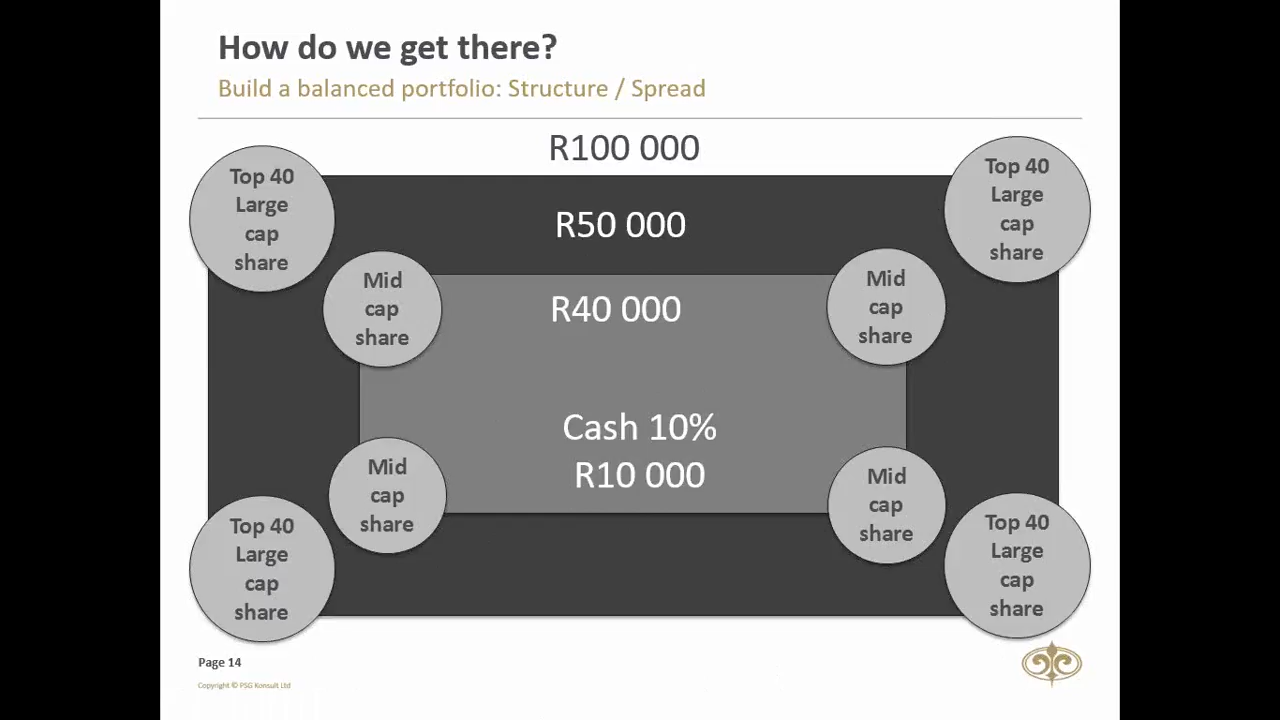 How do we get there?
Build a balanced portfolio: Structure / Spread
R100 000
Top 40
Large
cap
share
Top 40
Large
cap
share
R50 000
Mid
cap
share
Mid
cap
share
R40 000
Cash 10%
R10 000
Mid
cap
share
Mid
cap
share
Top 40
Large
cap
share
Top 40
Large
cap
share
Page 14
Copyright © PSG Konsult Ltd